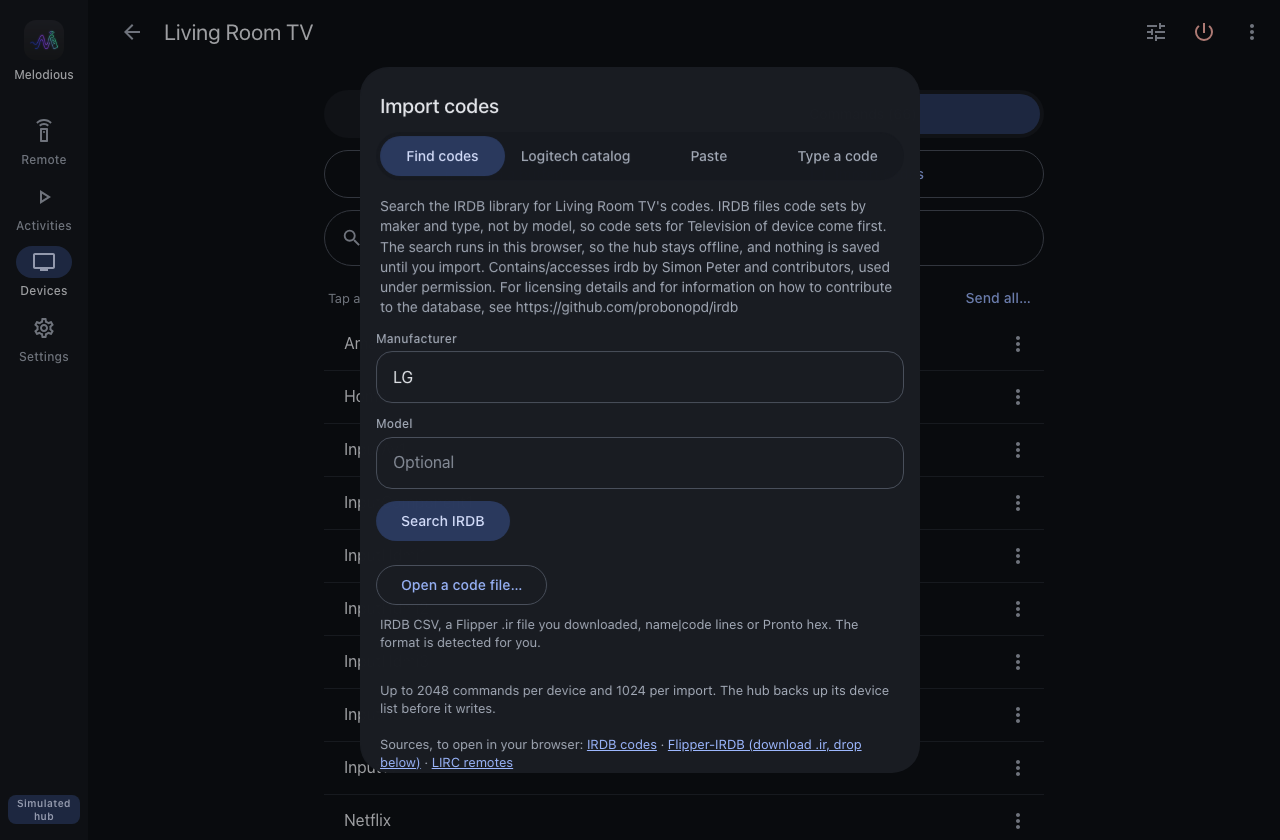 Living Room TV
Melodious
Remote
Activities
Devices
Settings
Simulated
hub
Import codes
Find codes
Logitech catalog
Paste
Type a code
Search the IRDB library for Living Room TV's codes. IRDB files code sets by
maker and type, not by model, so code sets for Television of device come first.
The search runs in this browser, so the hub stays offline, and nothing is saved
until you import. Contains/accesses irdb by Simon Peter and contributors, used
under permission. For licensing details and for information on how to contribute
to the database, see https://github.com/probonopd/irdb
Manufacturer
LG
Model
Optional
Search IRDB
Open a code file...
IRDB CSV, a Flipper .ir file you downloaded, name|code lines or Pronto hex. The
format is detected for you.
Up to 2048 commands per device and 1024 per import. The hub backs up its device
list before it writes.
Sources, to open in your browser: IRDB codes · Flipper-IRDB (download .ir, drop
below) · LIRC remotes
Tap a
Send all...
Netflix